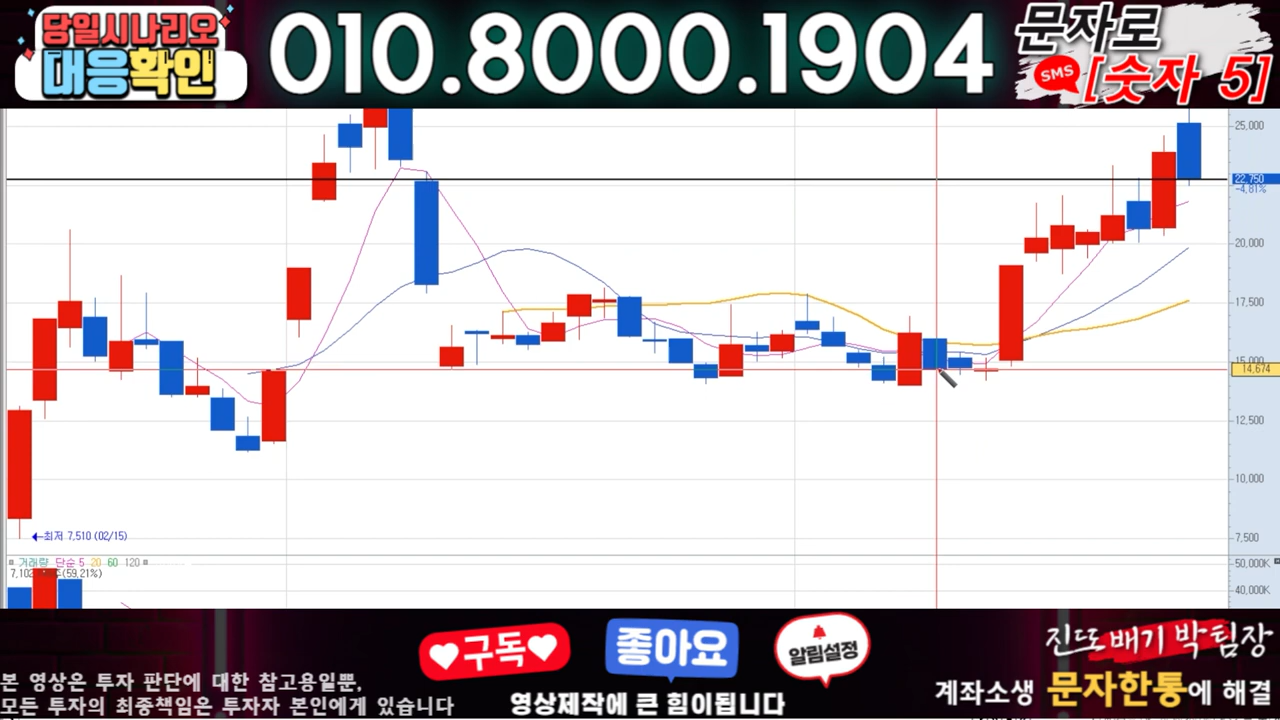 당일시나리오
대응확인
010.8000.1904
문자로
SMS
[숫자 5]
25,000
22,750
-4,81%
20,000
17,500
15,000
14,674
12,500
10,000
7,500
←최저 7,510 (02/15)
거래량 단순 5 20 60 120
(59,21%)
50,000K
40,000K
구독
좋아요
알림설정
진또배기 박팀장
본 영상은 투자 판단에 대한 참고용일뿐,
모든 투자의 최종책임은 투자자 본인에게 있습니다
영상제작에 큰 힘이됩니다
계좌소생 문자한통에 해결